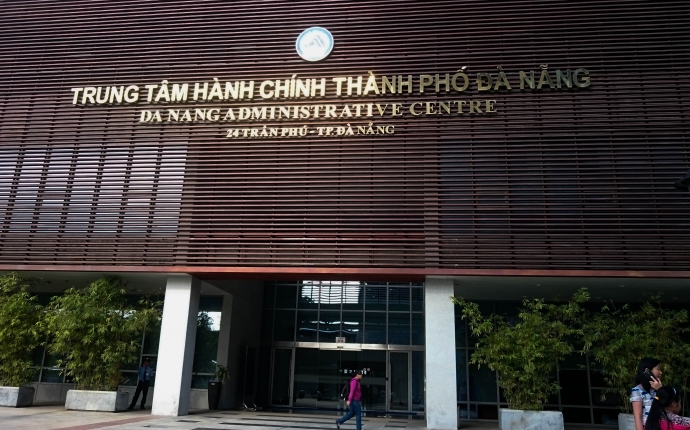 TRUNG TÂM HÀNH CHÍNH THÀNH PHỐ ĐÀ NẴNG
DA NANG ADMINISTRATIVE CENTRE
24 TRẦN PHÚ - TP. ĐÀ NẴNG